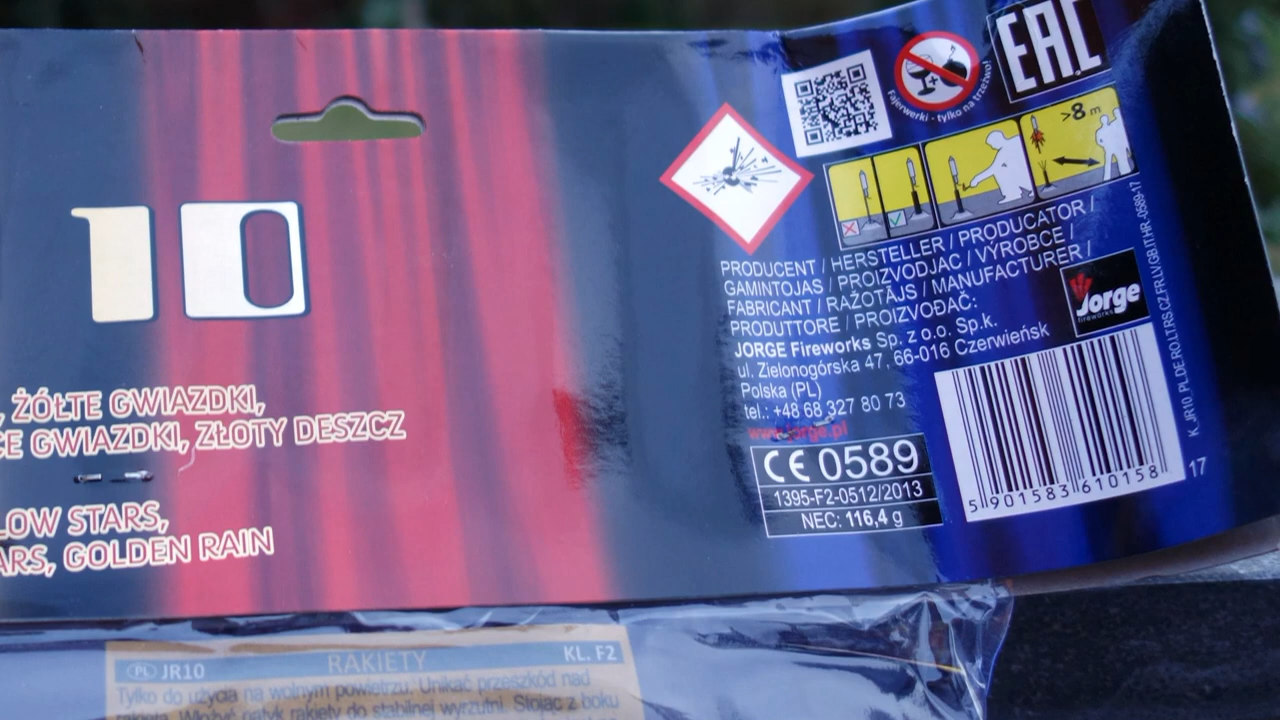 10
, ŻÓŁTE GWIAZDKI,
CE GWIAZDKI, ZŁOTY DESZCZ
LOW STARS,
ARS, GOLDEN RAIN
Fajerwerki - tylko na trzeźwo!
EAC
>8 m
PRODUCENT / HERSTELLER / PRODUCATOR /
GAMINTOJAS / PROIZVODJAC / VÝROBCE /
FABRICANT / RAŽOTĀJS / MANUFACTURER /
PRODUTTORE / PROIZVOĐAČ:
JORGE Fireworks Sp. z o.o. Sp.k.
ul. Zielonogórska 47, 66-016 Czerwieńsk
Polska (PL)
tel.: +48 68 327 80 73
www.jorge.pl
Jorge
fireworks
CE 0589
1395-F2-0512/2013
NEC: 116,4 g
5 901583 610158
17
K_JR10_PL.DE.RO.LT.RS.CZ.FR.LV.GB.IT.HR-0589-17
PL JR10 RAKIETY KL. F2
Tylko do użycia na wolnym powietrzu. Unikać przeszkód nad
rakietą. Włożyć patyk rakiety do stabilnej wyrzutni. Stojąc z boku